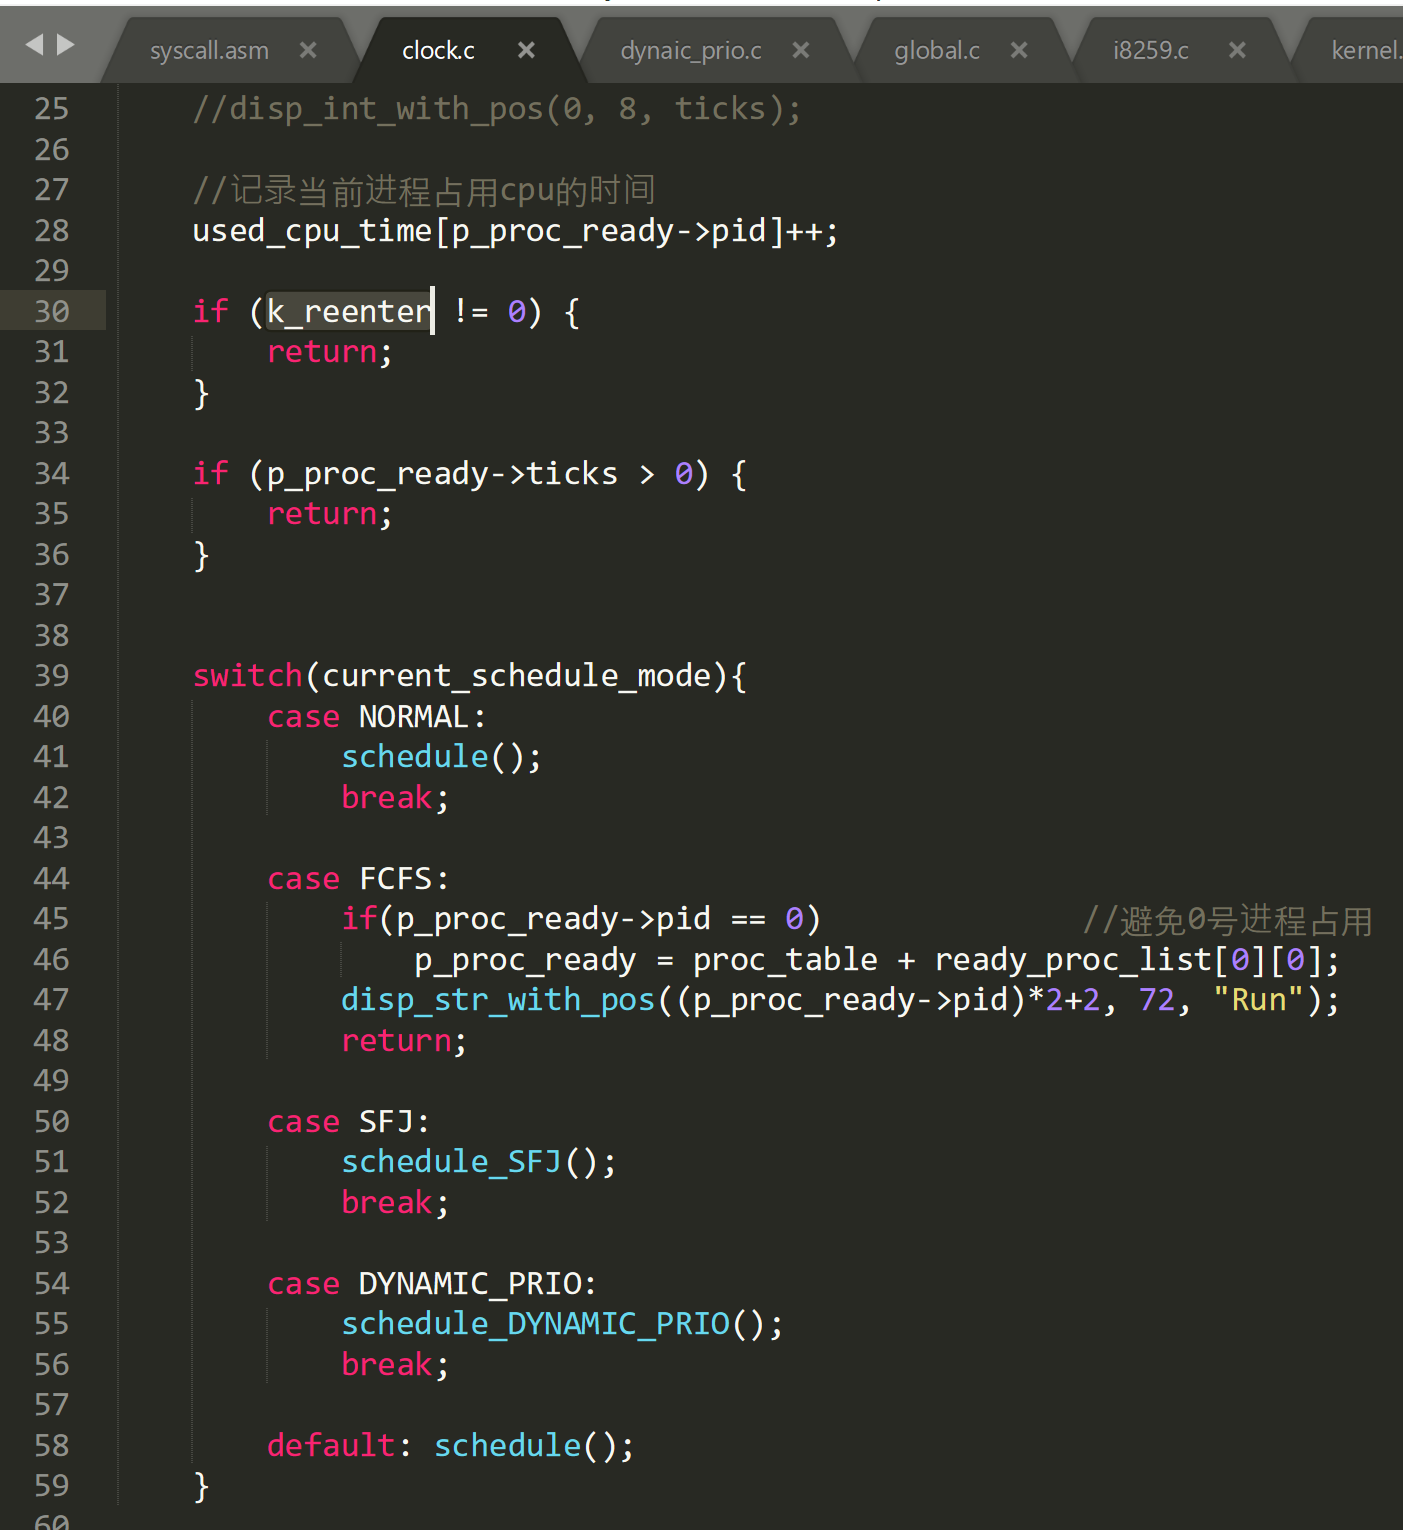 syscall.asm × clock.c × dynaic_prio.c × global.c × i8259.c × kernel.
25 //disp_int_with_pos(0, 8, ticks);
26
27 //记录当前进程占用cpu的时间
28 used_cpu_time[p_proc_ready->pid]++;
29
30 if (k_reenter != 0) {
31 return;
32 }
33
34 if (p_proc_ready->ticks > 0) {
35 return;
36 }
37
38
39 switch(current_schedule_mode){
40 case NORMAL:
41 schedule();
42 break;
43
44 case FCFS:
45 if(p_proc_ready->pid == 0) //避免0号进程占用
46 p_proc_ready = proc_table + ready_proc_list[0][0];
47 disp_str_with_pos((p_proc_ready->pid)*2+2, 72, "Run");
48 return;
49
50 case SFJ:
51 schedule_SFJ();
52 break;
53
54 case DYNAMIC_PRIO:
55 schedule_DYNAMIC_PRIO();
56 break;
57
58 default: schedule();
59 }
60